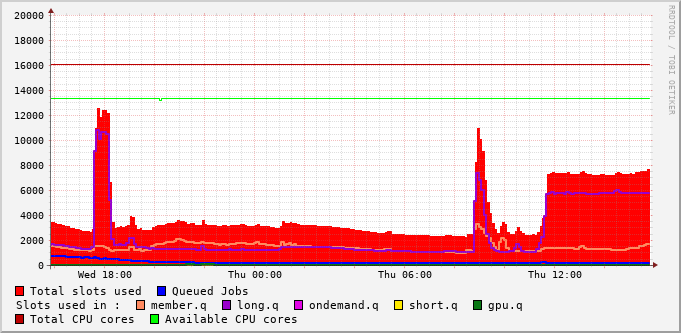 20000
18000
16000
14000
12000
10000
8000
6000
4000
2000
0
Wed 18:00 Thu 00:00 Thu 06:00 Thu 12:00
RRDTOOL / TOBI OETIKER
Total slots used Queued Jobs
Slots used in : member.q long.q ondemand.q short.q gpu.q
Total CPU cores Available CPU cores